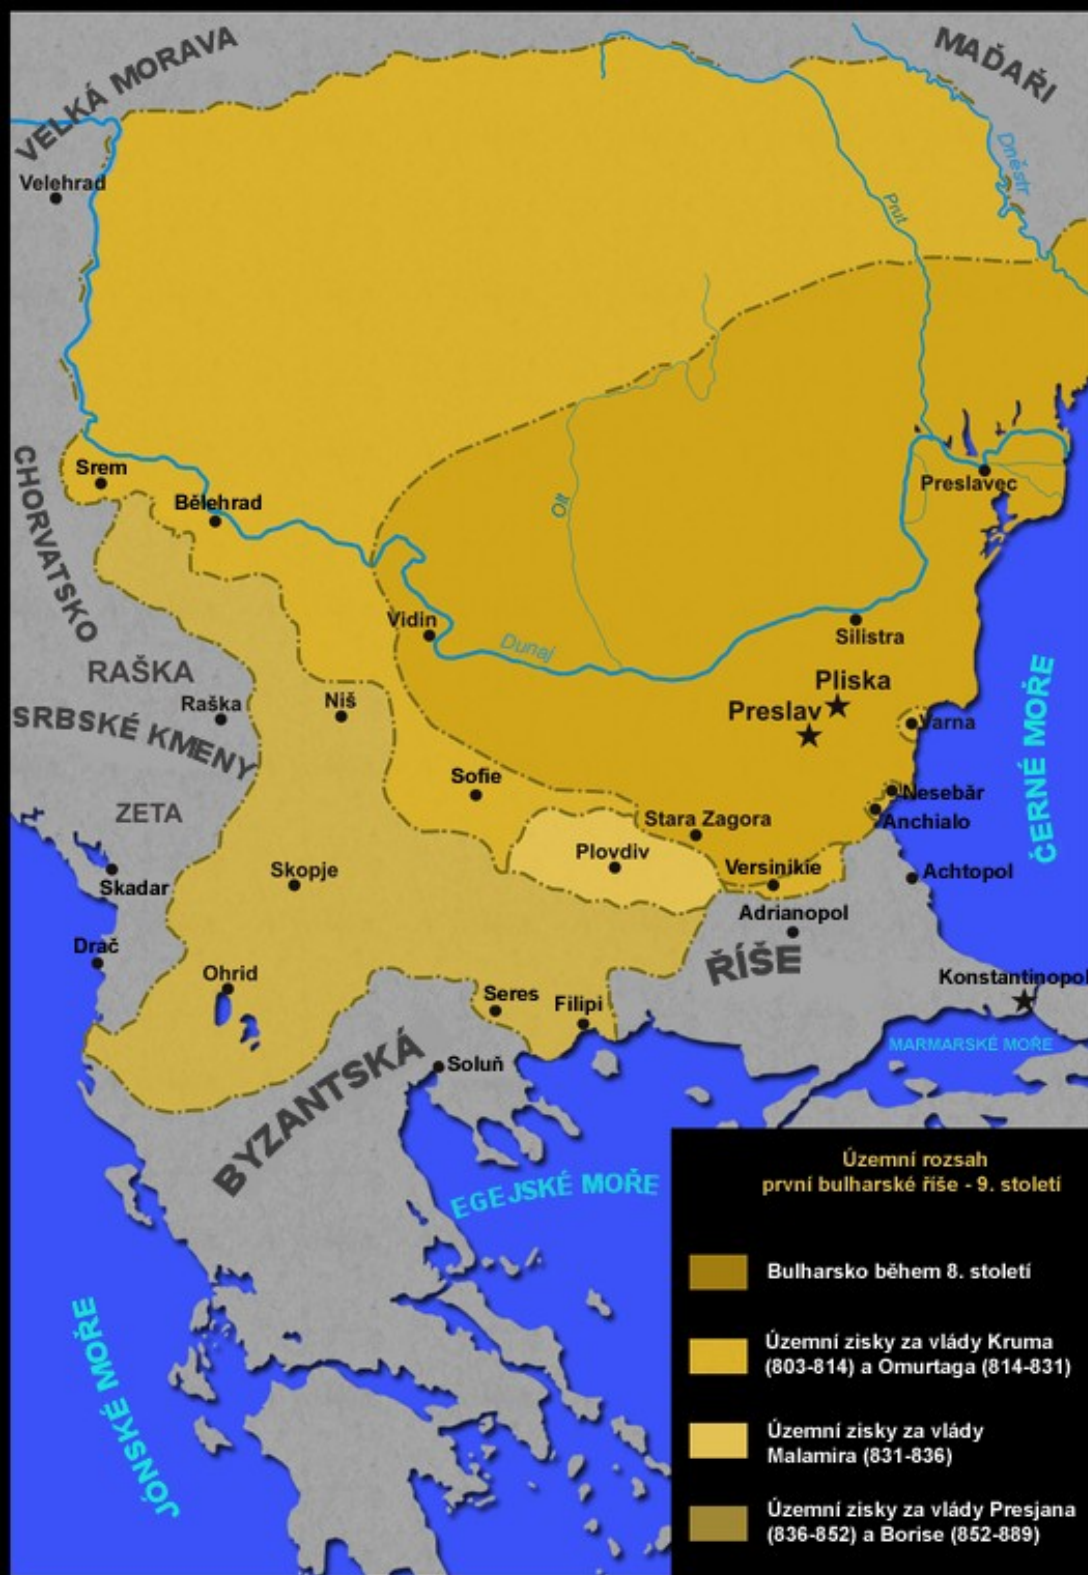 VELKÁ MORAVA
MAĎAŘI
Velehrad
Dněstr
Prut
CHORVATSKO
Srem
Bělehrad
Preslavec
Olt
Vidin
Dunaj
Silistra
RAŠKA
Raška
Niš
Pliska
Preslav
SRBSKÉ KMENY
Varna
ČERNÉ MOŘE
Sofie
Nesebăr
ZETA
Stara Zagora
Anchialo
Plovdiv
Skopje
Versinikie
Achtopol
Skadar
Adrianopol
Drač
ŘÍŠE
Ohrid
Konstantinopol
Seres
Filipi
BYZANTSKÁ
MARMARSKÉ MOŘE
Soluň
EGEJSKÉ MOŘE
JÓNSKÉ MOŘE
Územní rozsah
první bulharské říše - 9. století
Bulharsko během 8. století
Územní zisky za vlády Kruma
(803-814) a Omurtaga (814-831)
Územní zisky za vlády
Malamira (831-836)
Územní zisky za vlády Presjana
(836-852) a Borise (852-889)